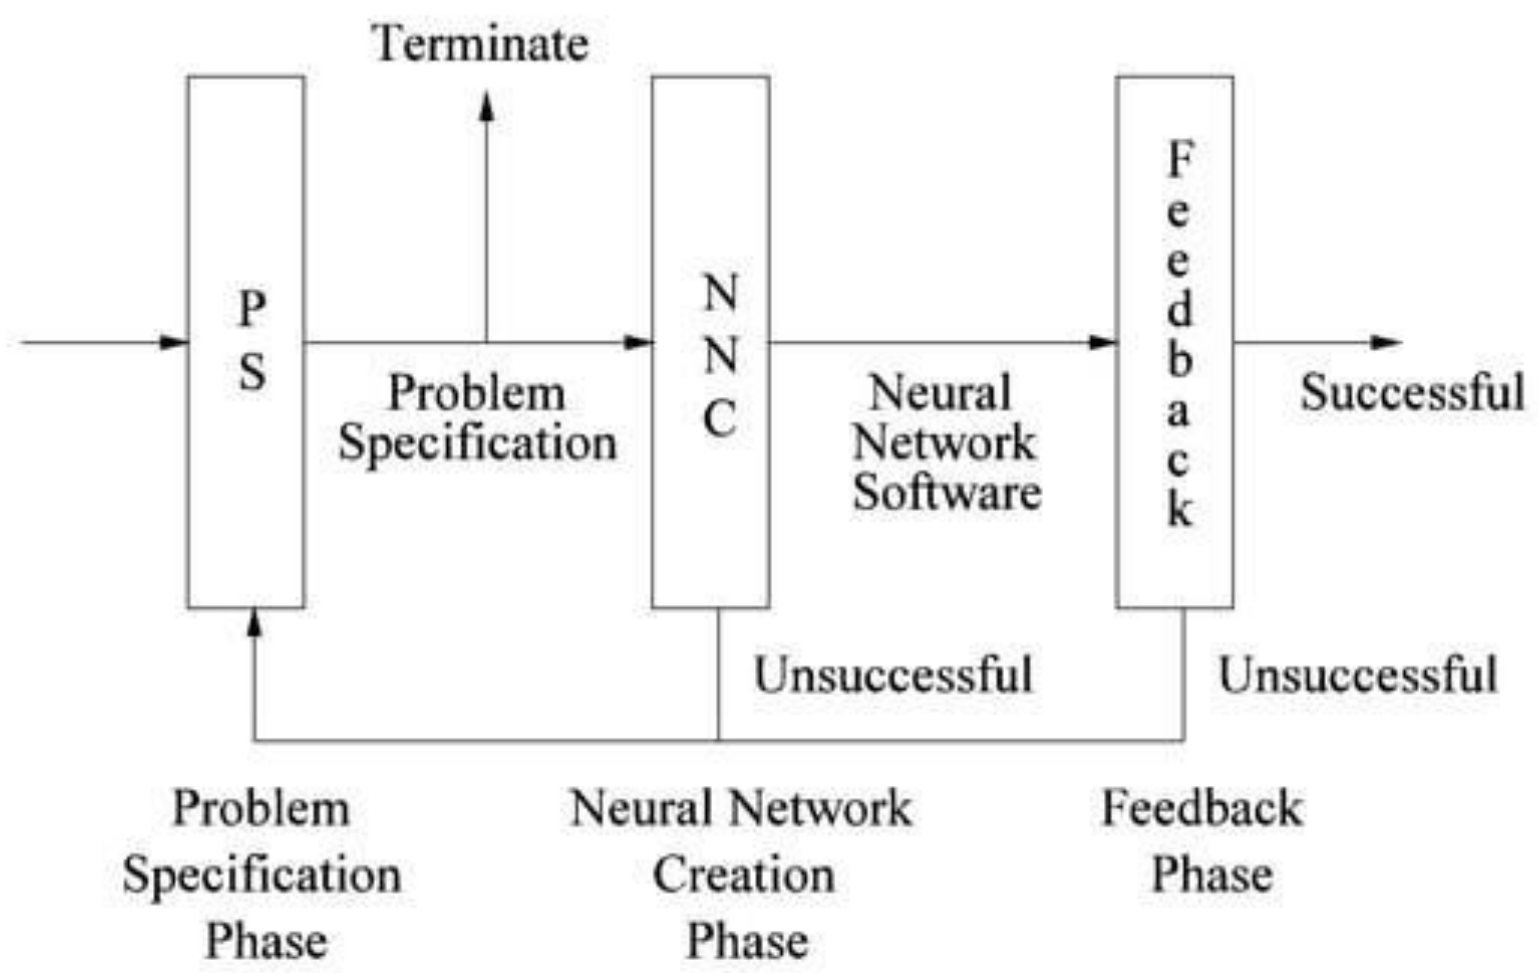 Terminate
P
S
Problem
Specification
N
N
C
Neural
Network
Software
F
e
e
d
b
a
c
k
Successful
Unsuccessful
Unsuccessful
Problem
Specification
Phase
Neural Network
Creation
Phase
Feedback
Phase